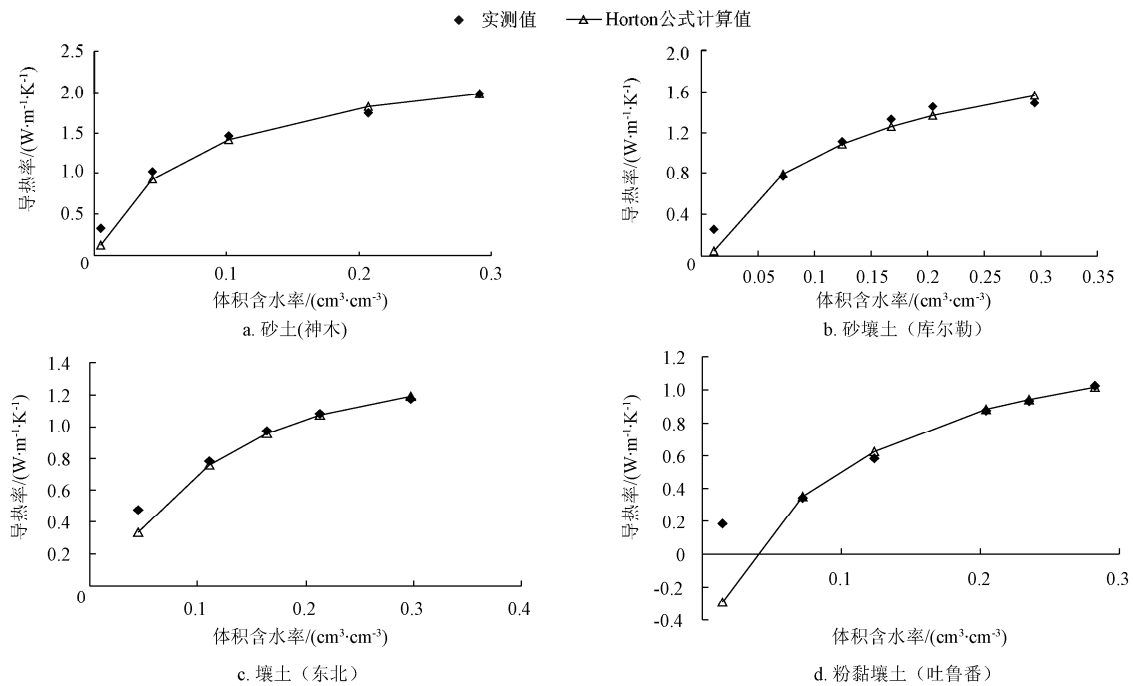 实测值 Horton公式计算值
2.5
2.0
1.5
1.0
0.5
0
0.1 0.2 0.3
导热率/(W·m⁻¹·K⁻¹)
体积含水率/(cm³·cm⁻³)
a. 砂土(神木)
2.0
1.6
1.2
0.8
0.4
0
0.05 0.1 0.15 0.2 0.25 0.3 0.35
导热率/(W·m⁻¹·K⁻¹)
体积含水率/(cm³·cm⁻³)
b. 砂壤土（库尔勒）
1.4
1.2
1.0
0.8
0.6
0.4
0.2
0
0.1 0.2 0.3 0.4
导热率/(W·m⁻¹·K⁻¹)
体积含水率/(cm³·cm⁻³)
c. 壤土（东北）
1.2
1.0
0.8
0.6
0.4
0.2
0
-0.2
-0.4
0.1 0.2 0.3
导热率/(W·m⁻¹·K⁻¹)
体积含水率/(cm³·cm⁻³)
d. 粉黏壤土（吐鲁番）